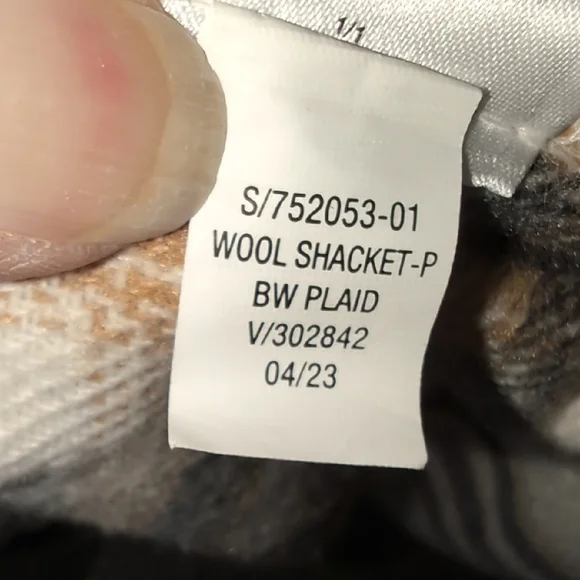 1/1
S/752053-01
WOOL SHACKET-P
BW PLAID
V/302842
04/23